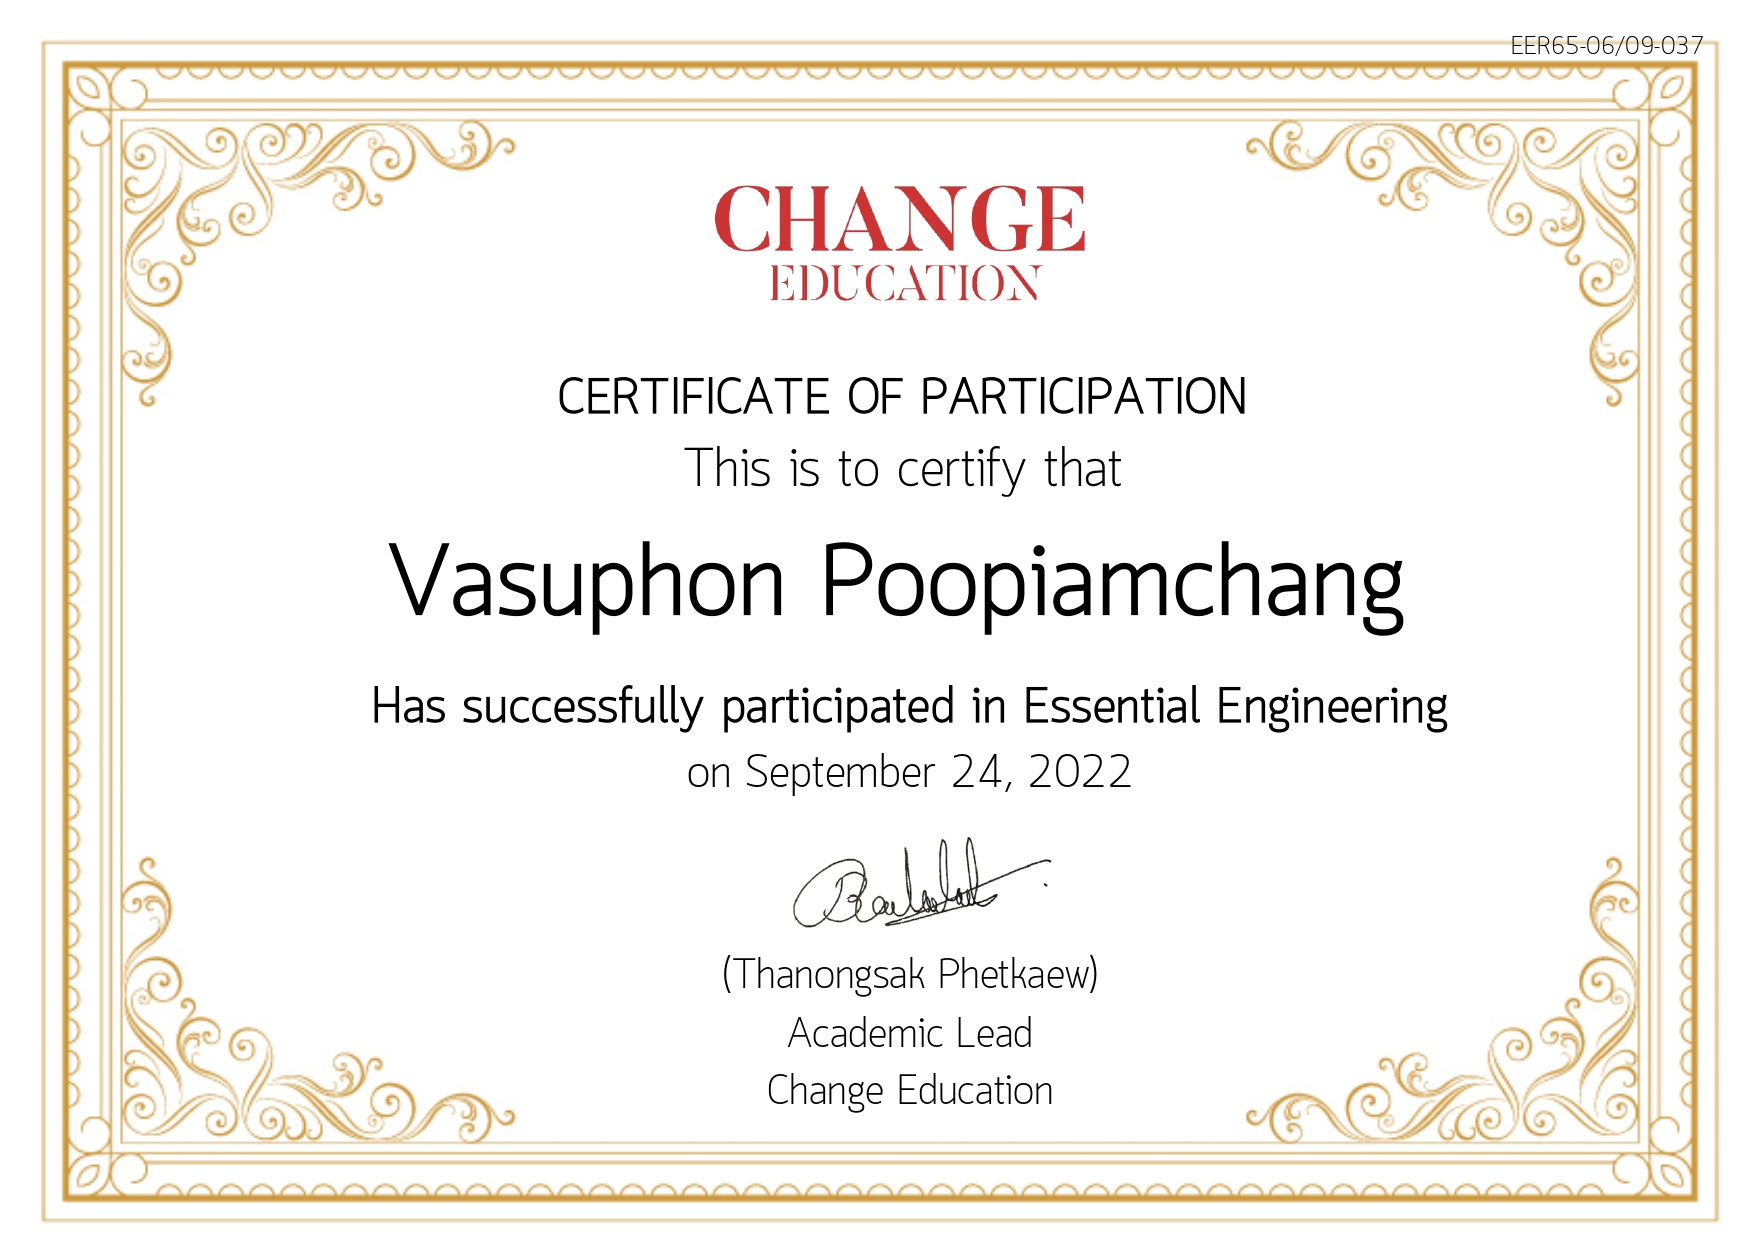 EER65-06/09-037
CHANGE
EDUCATION
CERTIFICATE OF PARTICIPATION
This is to certify that
Vasuphon Poopiamchang
Has successfully participated in Essential Engineering
on September 24, 2022
(Thanongsak Phetkaew)
Academic Lead
Change Education